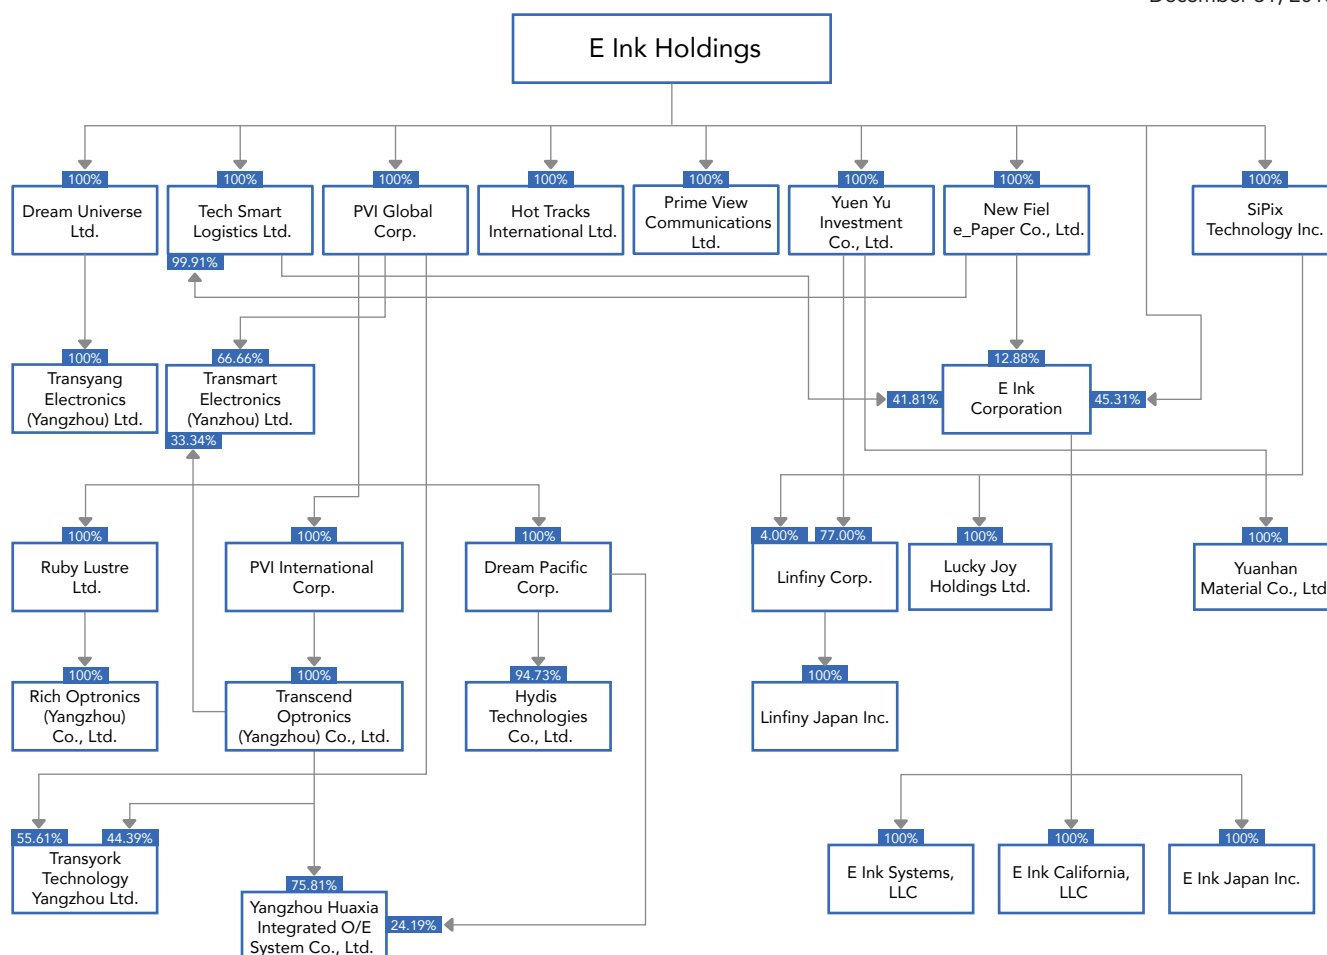 E Ink Holdings
100%
100%
100%
100%
100%
100%
100%
100%
Dream Universe
Ltd.
Tech Smart
Logistics Ltd.
PVI Global
Corp.
Hot Tracks
International Ltd.
Prime View
Communications
Ltd.
Yuen Yu
Investment
Co., Ltd.
New Fiel
e_Paper Co., Ltd.
SiPix
Technology Inc.
99.91%
100%
66.66%
12.88%
Transyang
Electronics
(Yangzhou) Ltd.
Transmart
Electronics
(Yanzhou) Ltd.
41.81%
E Ink
Corporation
45.31%
33.34%
100%
100%
100%
4.00%
77.00%
100%
100%
Ruby Lustre
Ltd.
PVI International
Corp.
Dream Pacific
Corp.
Linfiny Corp.
Lucky Joy
Holdings Ltd.
Yuanhan
Material Co., Ltd
100%
100%
94.73%
100%
Rich Optronics
(Yangzhou)
Co., Ltd.
Transcend
Optronics
(Yangzhou) Co., Ltd.
Hydis
Technologies
Co., Ltd.
Linfiny Japan Inc.
55.61%
44.39%
100%
100%
100%
Transyork
Technology
Yangzhou Ltd.
E Ink Systems,
LLC
E Ink California,
LLC
E Ink Japan Inc.
75.81%
Yangzhou Huaxia
Integrated O/E
System Co., Ltd.
24.19%